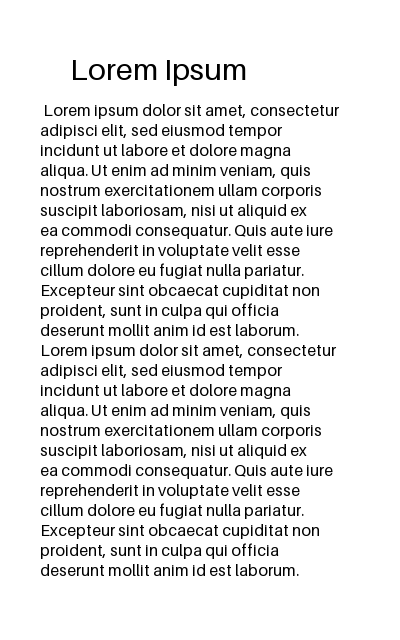 Lorem Ipsum
Lorem ipsum dolor sit amet, consectetur
adipisci elit, sed eiusmod tempor
incidunt ut labore et dolore magna
aliqua. Ut enim ad minim veniam, quis
nostrum exercitationem ullam corporis
suscipit laboriosam, nisi ut aliquid ex
ea commodi consequatur. Quis aute iure
reprehenderit in voluptate velit esse
cillum dolore eu fugiat nulla pariatur.
Excepteur sint obcaecat cupiditat non
proident, sunt in culpa qui officia
deserunt mollit anim id est laborum.
Lorem ipsum dolor sit amet, consectetur
adipisci elit, sed eiusmod tempor
incidunt ut labore et dolore magna
aliqua. Ut enim ad minim veniam, quis
nostrum exercitationem ullam corporis
suscipit laboriosam, nisi ut aliquid ex
ea commodi consequatur. Quis aute iure
reprehenderit in voluptate velit esse
cillum dolore eu fugiat nulla pariatur.
Excepteur sint obcaecat cupiditat non
proident, sunt in culpa qui officia
deserunt mollit anim id est laborum.